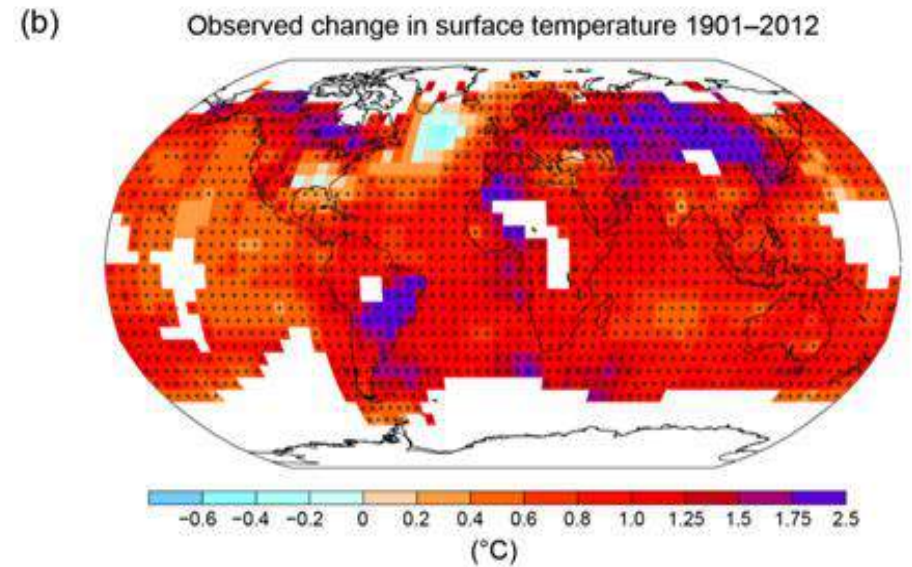 (b)
Observed change in surface temperature 1901–2012
−0.6 −0.4 −0.2 0 0.2 0.4 0.6 0.8 1.0 1.25 1.5 1.75 2.5
(°C)